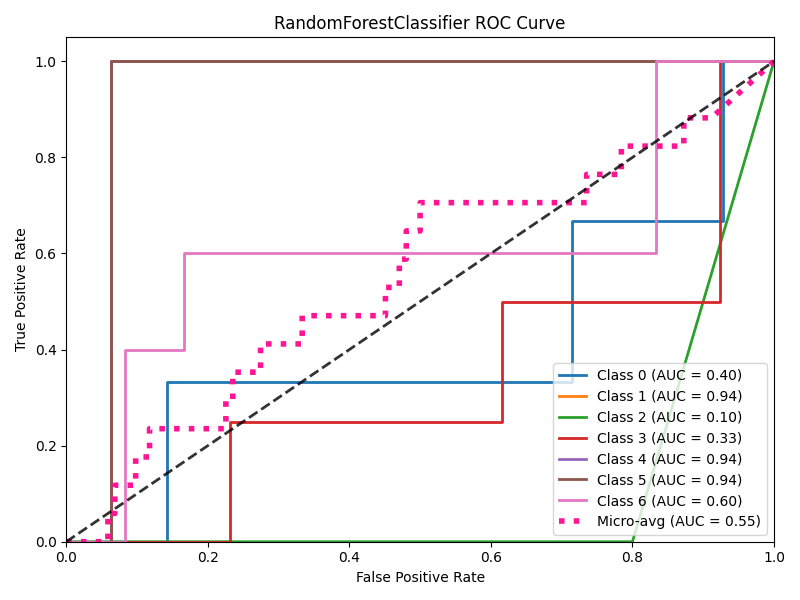 RandomForestClassifier ROC Curve
True Positive Rate
1.0
0.8
0.6
0.4
0.2
0.0
Class 0 (AUC = 0.40)
Class 1 (AUC = 0.94)
Class 2 (AUC = 0.10)
Class 3 (AUC = 0.33)
Class 4 (AUC = 0.94)
Class 5 (AUC = 0.94)
Class 6 (AUC = 0.60)
Micro-avg (AUC = 0.55)
0.0 0.2 0.4 0.6 0.8 1.0
False Positive Rate